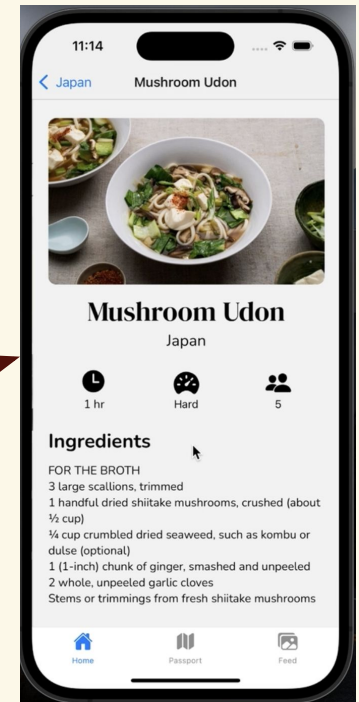 11:14
Japan
Mushroom Udon
Mushroom Udon
Japan
1 hr
Hard
5
Ingredients
FOR THE BROTH
3 large scallions, trimmed
1 handful dried shiitake mushrooms, crushed (about
½ cup)
¼ cup crumbled dried seaweed, such as kombu or
dulse (optional)
1 (1-inch) chunk of ginger, smashed and unpeeled
2 whole, unpeeled garlic cloves
Stems or trimmings from fresh shiitake mushrooms
Home
Passport
Feed